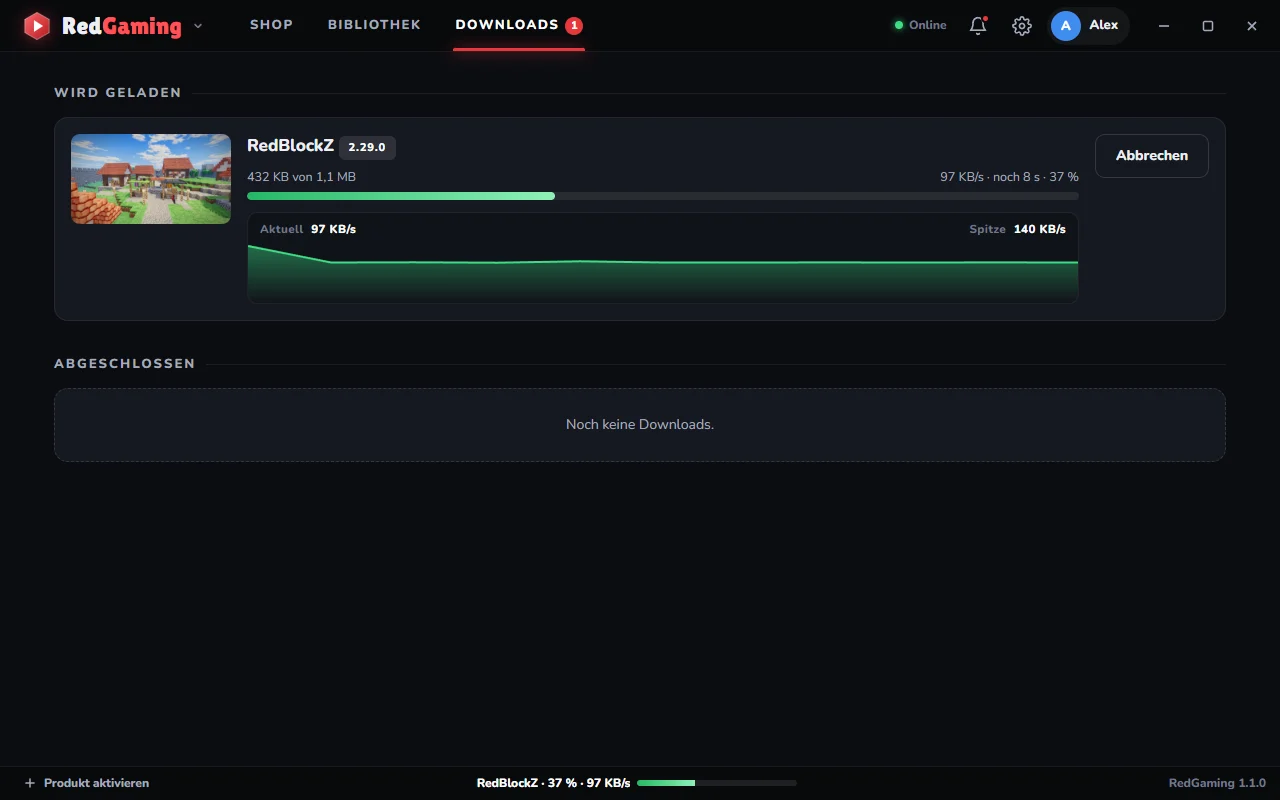 RedGaming
SHOP
BIBLIOTHEK
DOWNLOADS 1
Online
A
Alex
WIRD GELADEN
RedBlockZ 2.29.0
Abbrechen
432 KB von 1,1 MB
97 KB/s · noch 8 s · 37 %
Aktuell 97 KB/s
Spitze 140 KB/s
ABGESCHLOSSEN
Noch keine Downloads.
Produkt aktivieren
RedBlockZ · 37 % · 97 KB/s
RedGaming 1.1.0